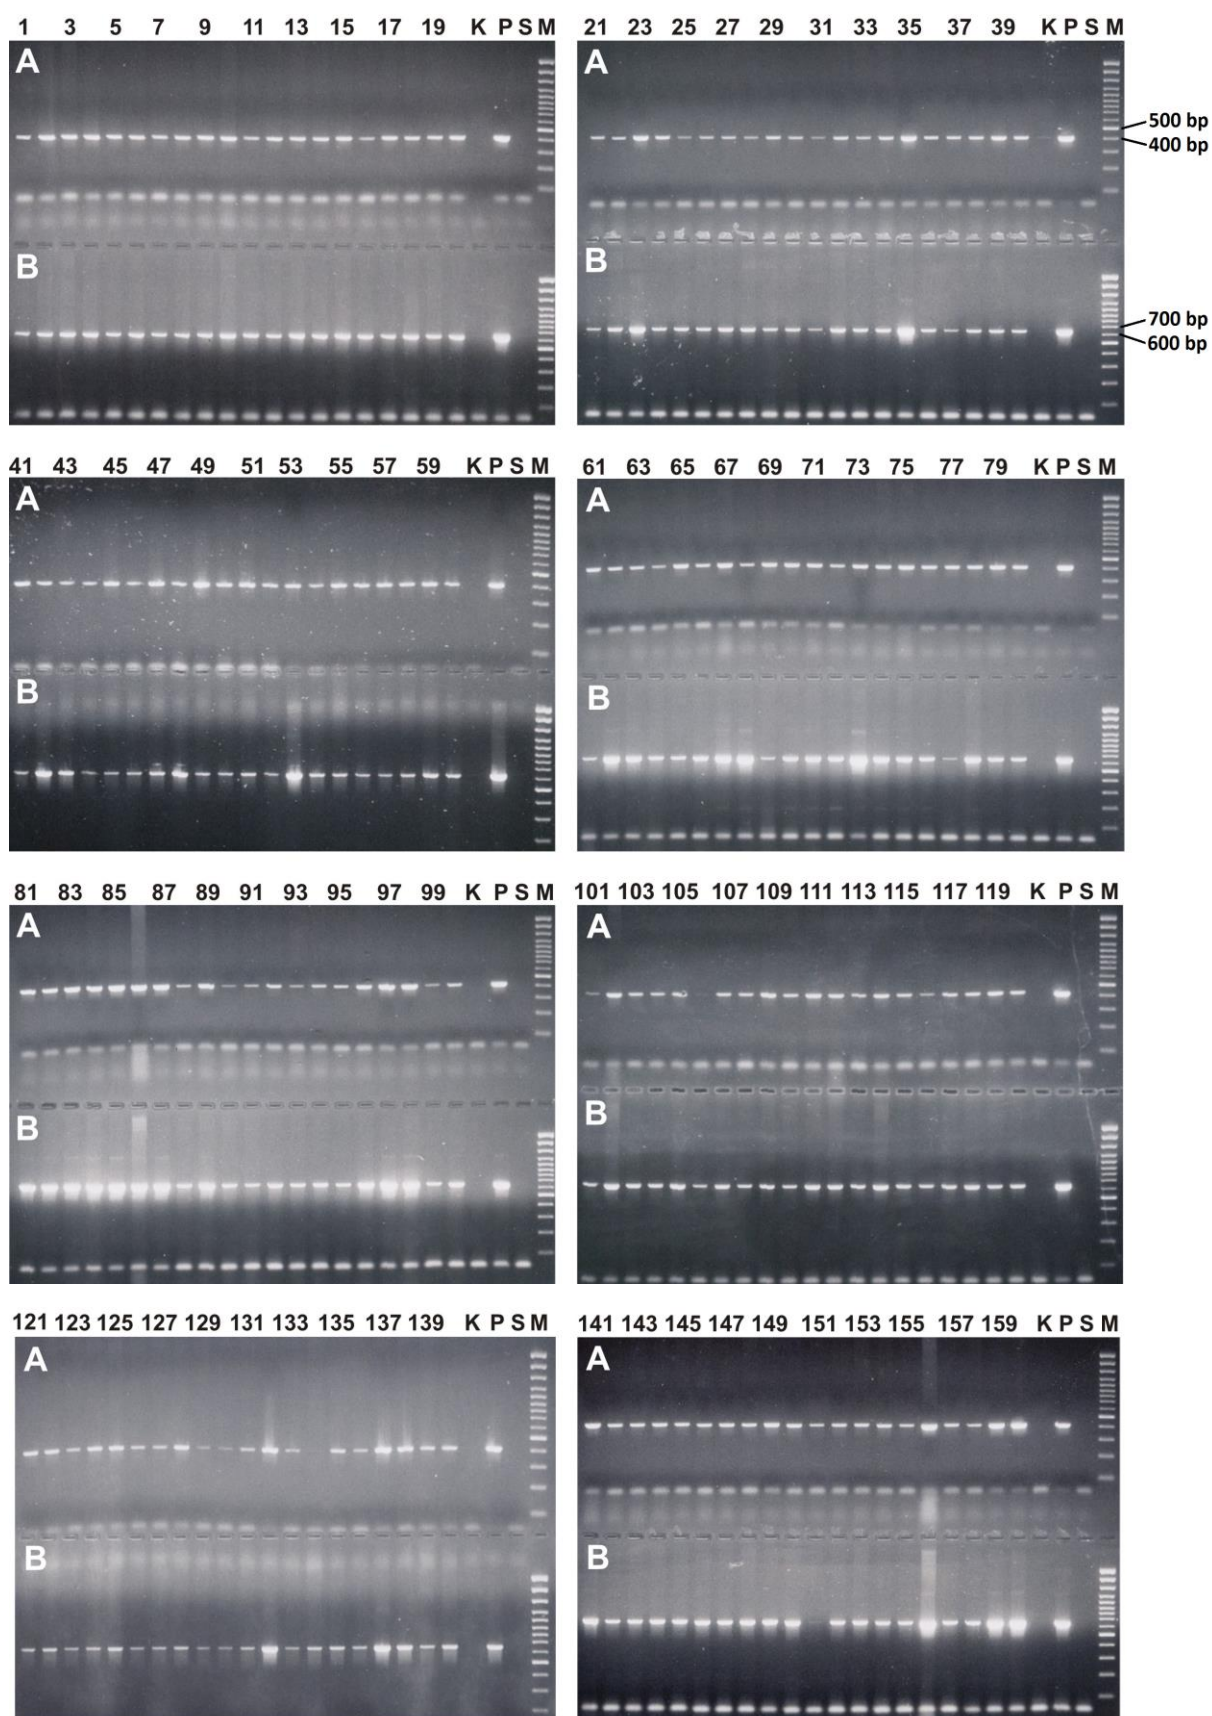 1 3 5 7 9 11 13 15 17 19 K P S M
A
B
21 23 25 27 29 31 33 35 37 39 K P S M
A
500 bp
400 bp
B
700 bp
600 bp
41 43 45 47 49 51 53 55 57 59 K P S M
A
B
61 63 65 67 69 71 73 75 77 79 K P S M
A
B
81 83 85 87 89 91 93 95 97 99 K P S M
A
B
101 103 105 107 109 111 113 115 117 119 K P S M
A
B
121 123 125 127 129 131 133 135 137 139 K P S M
A
B
141 143 145 147 149 151 153 155 157 159 K P S M
A
B